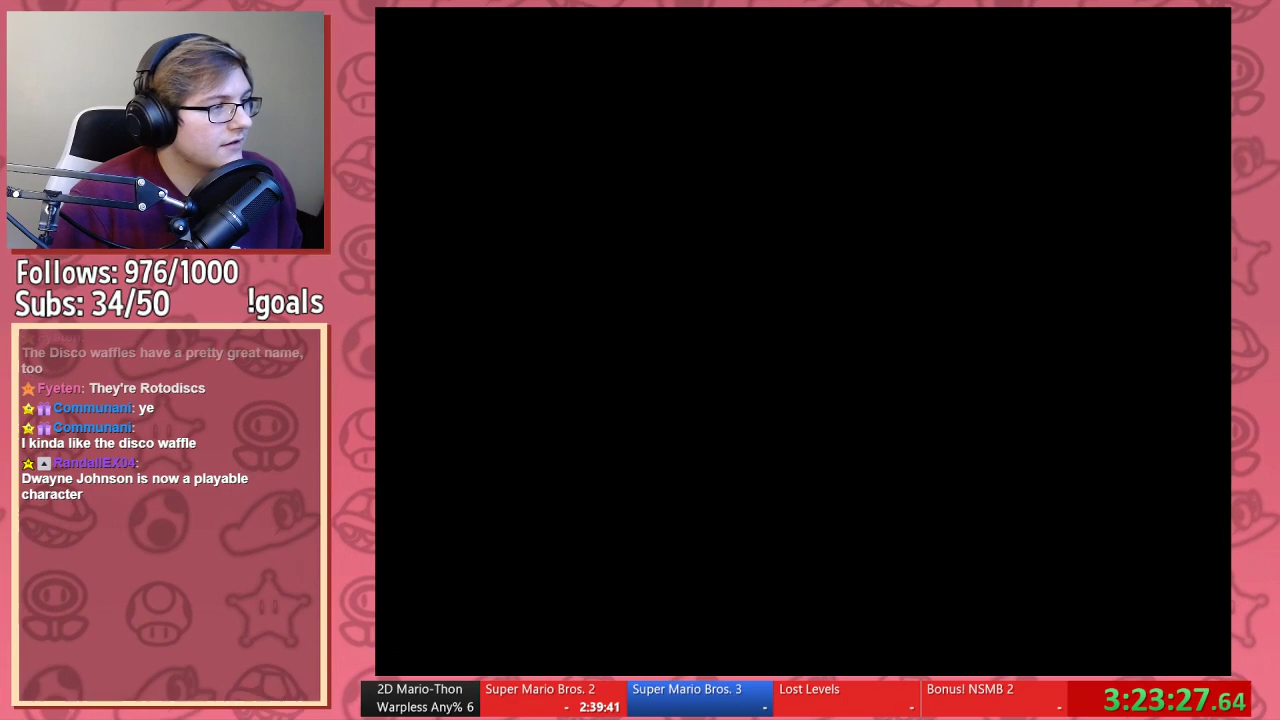 Follows: 976/1000
Subs: 34/50 !goals
The Disco waffles have a pretty great name,
too
Fyeten: They're Rotodiscs
Communani: ye
Communani:
I kinda like the disco waffle
RandallEX04:
Dwayne Johnson is now a playable
character
2D Mario-Thon
Warpless Any% 6
Super Mario Bros. 2
- 2:39:41
Super Mario Bros. 3
-
Lost Levels
-
Bonus! NSMB 2
-
3:23:27.64